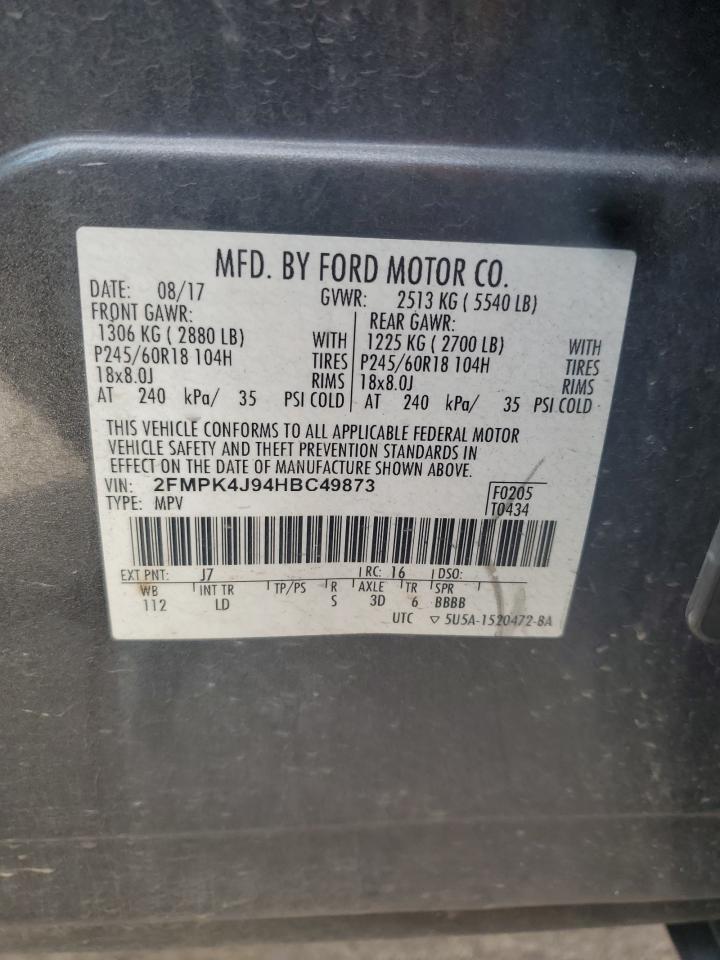 MFD. BY FORD MOTOR CO.
DATE: 08/17 GVWR: 2513 KG ( 5540 LB)
FRONT GAWR: REAR GAWR:
1306 KG ( 2880 LB) WITH 1225 KG ( 2700 LB) WITH
P245/60R18 104H TIRES P245/60R18 104H TIRES
18x8.0J RIMS 18x8.0J RIMS
AT 240 kPa/ 35 PSI COLD AT 240 kPa/ 35 PSI COLD
THIS VEHICLE CONFORMS TO ALL APPLICABLE FEDERAL MOTOR
VEHICLE SAFETY AND THEFT PREVENTION STANDARDS IN
EFFECT ON THE DATE OF MANUFACTURE SHOWN ABOVE.
VIN: 2FMPK4J94HBC49873 F0205
TYPE: MPV T0434
EXT PNT: J7 RC: 16 DSO:
WB INT TR TP/PS R AXLE TR SPR
112 LD S 3D 6 BBBB
UTC ▽ 5U5A-1520472-BA